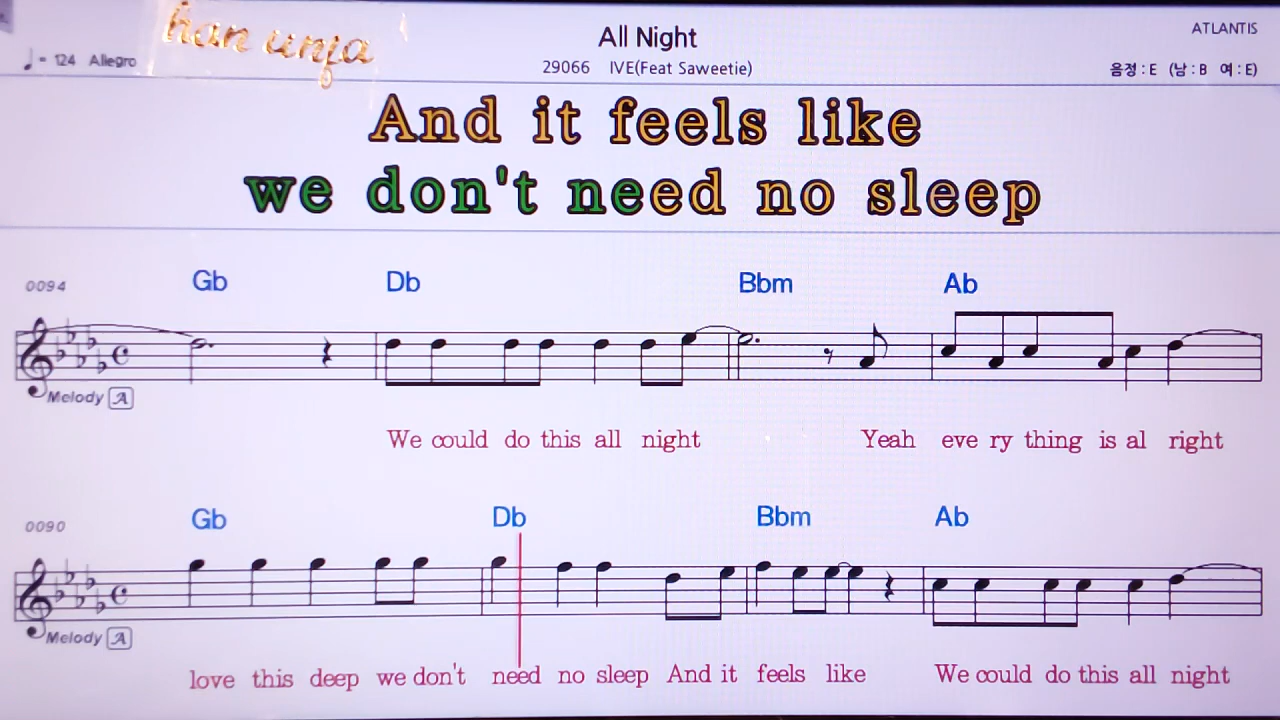 han unja
All Night
ATLANTIS
♩ = 124 Allegro
29066 IVE(Feat Saweetie)
음정 : E (남 : B 여 : E)
And it feels like
we don't need no sleep
0094
Gb Db Bbm Ab
Melody A
We could do this all night Yeah eve ry thing is al right
0090
Gb Db Bbm Ab
Melody A
love this deep we don't need no sleep And it feels like We could do this all night